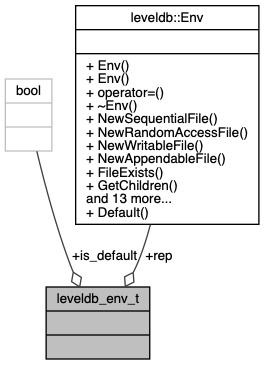 leveldb::Env
+ Env()
+ Env()
+ operator=()
+ ~Env()
+ NewSequentialFile()
+ NewRandomAccessFile()
+ NewWritableFile()
+ NewAppendableFile()
+ FileExists()
+ GetChildren()
and 13 more...
+ Default()
bool
+is_default
+rep
leveldb_env_t